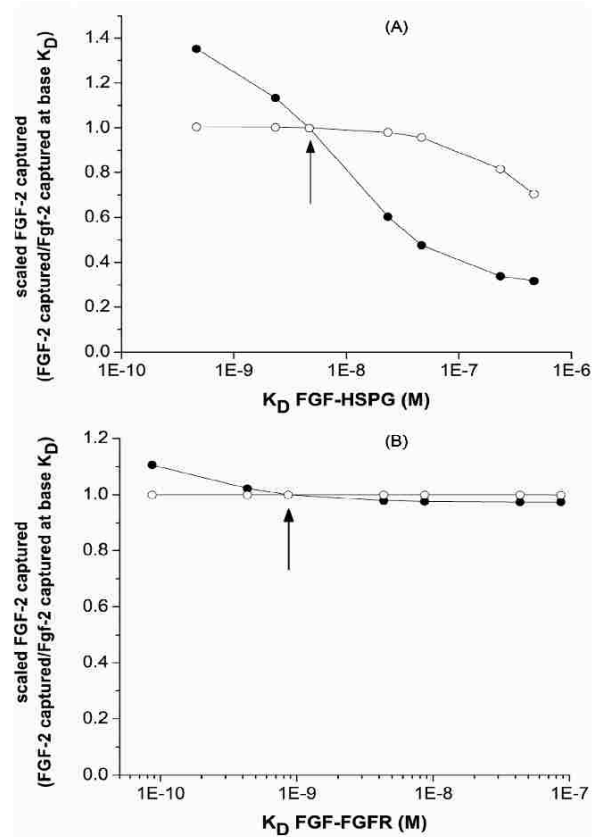 (A)
scaled FGF-2 captured
(FGF-2 captured/Fgf-2 captured at base KD)
1.4
1.2
1.0
0.8
0.6
0.4
0.2
0.0
1E-10 1E-9 1E-8 1E-7 1E-6
KD FGF-HSPG (M)
(B)
scaled FGF-2 captured
(FGF-2 captured/Fgf-2 captured at base KD)
1.2
1.0
0.8
0.6
0.4
0.2
0.0
1E-10 1E-9 1E-8 1E-7
KD FGF-FGFR (M)